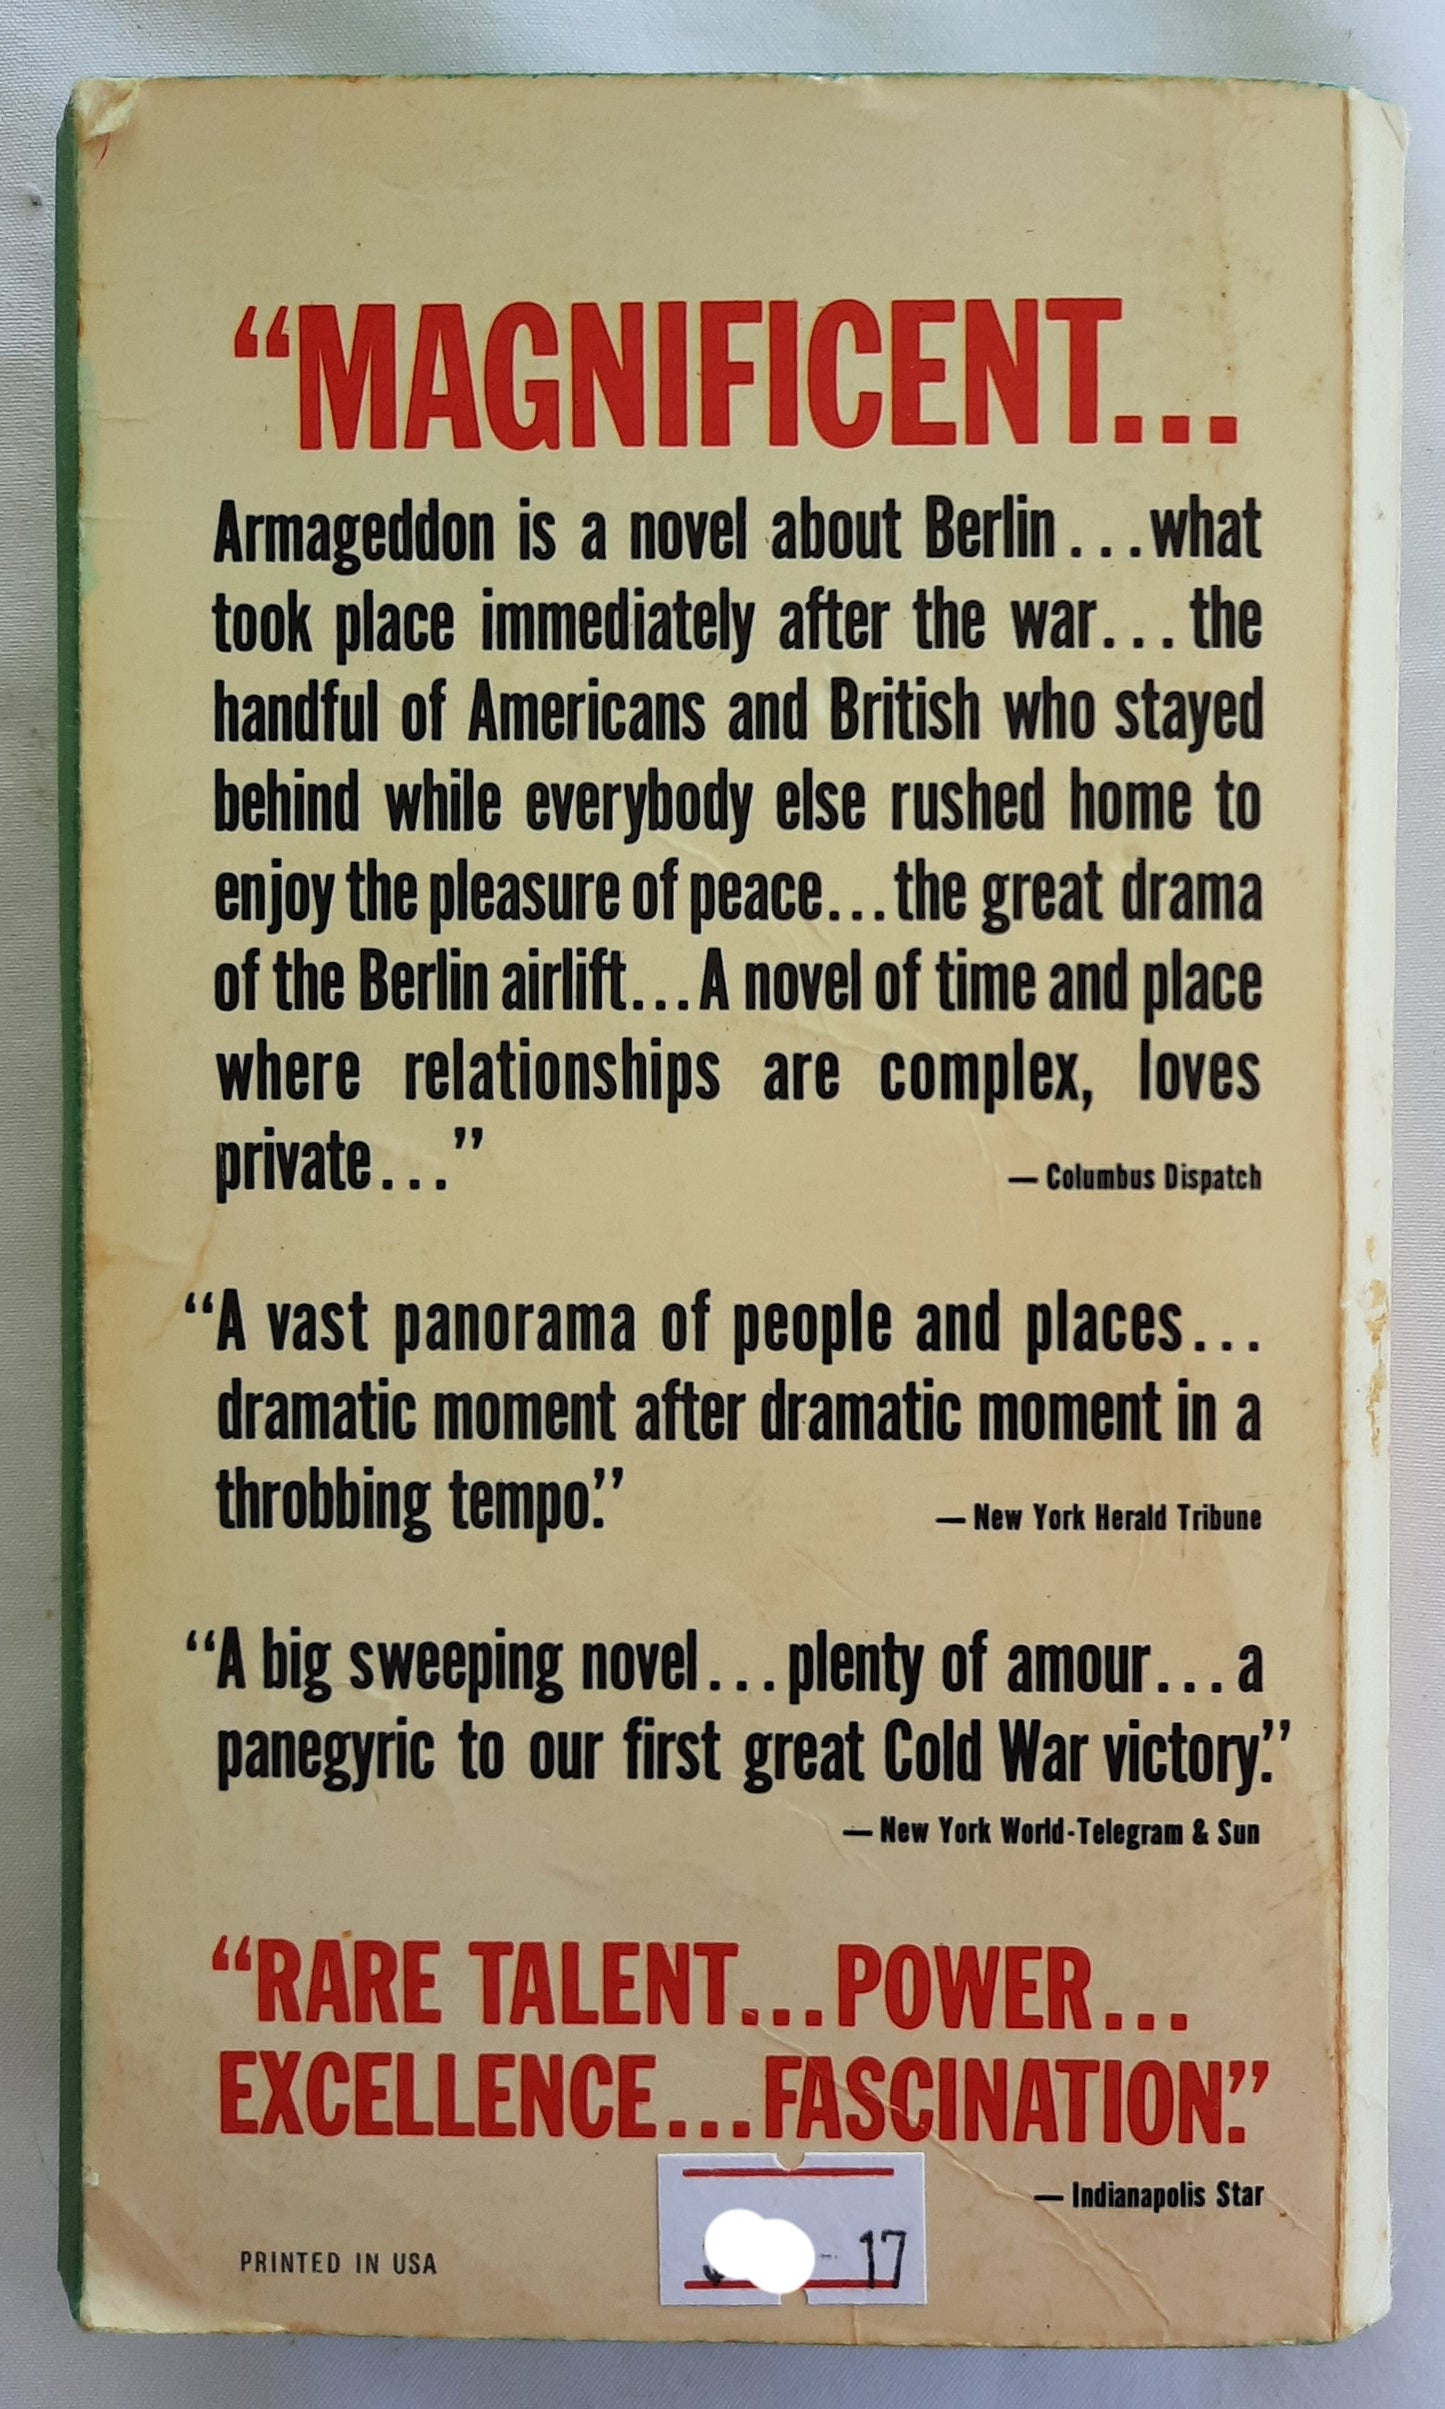 “MAGNIFICENT...
Armageddon is a novel about Berlin...what
took place immediately after the war...the
handful of Americans and British who stayed
behind while everybody else rushed home to
enjoy the pleasure of peace...the great drama
of the Berlin airlift...A novel of time and place
where relationships are complex, loves
private...”
— Columbus Dispatch
“A vast panorama of people and places...
dramatic moment after dramatic moment in a
throbbing tempo.”
— New York Herald Tribune
“A big sweeping novel...plenty of amour...a
panegyric to our first great Cold War victory.”
— New York World-Telegram & Sun
“RARE TALENT...POWER...
EXCELLENCE...FASCINATION.”
— Indianapolis Star
- 17
PRINTED IN USA